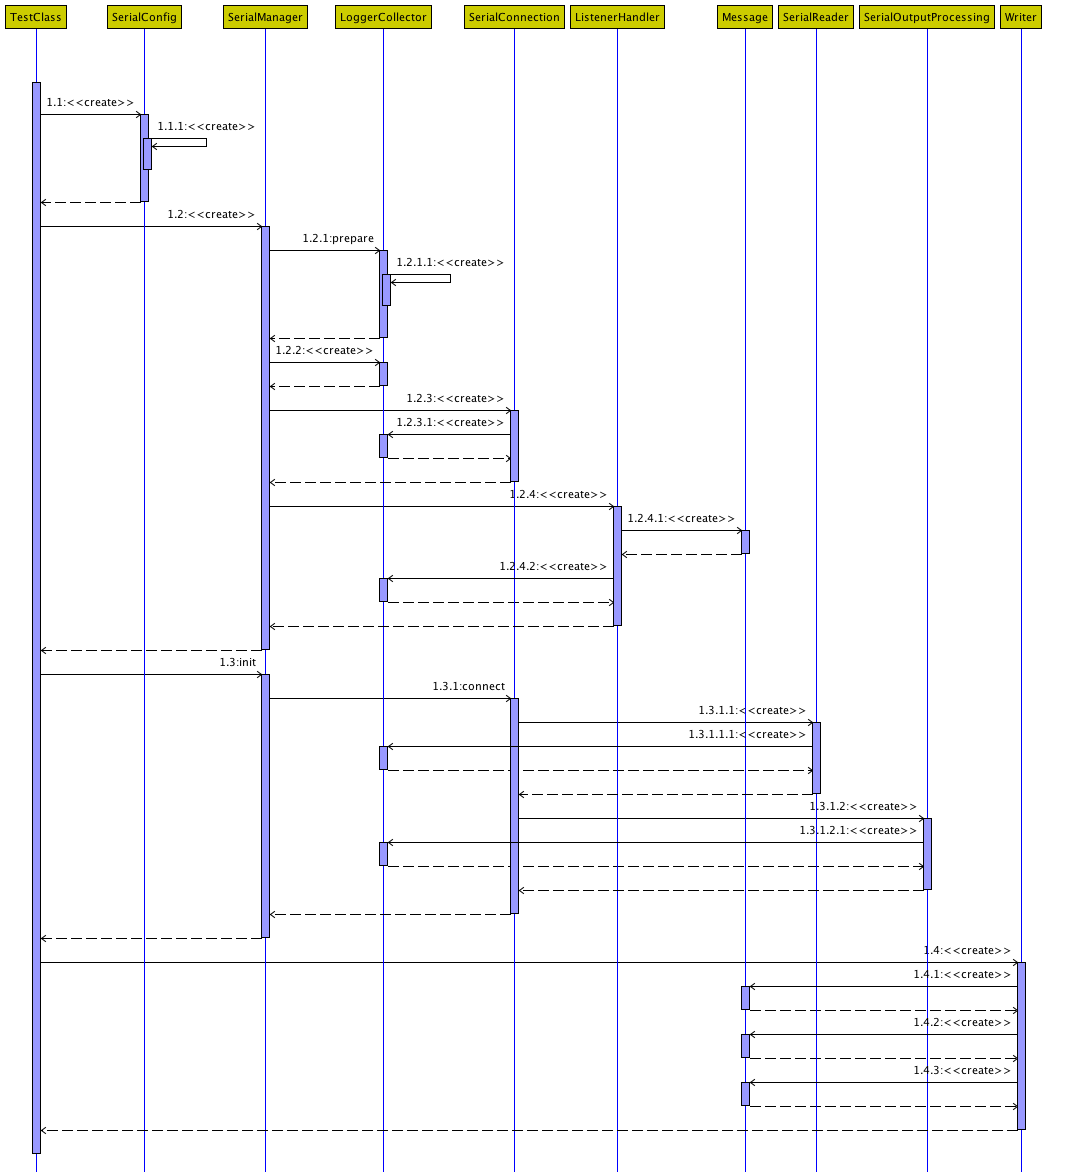 TestClass
SerialConfig
SerialManager
LoggerCollector
SerialConnection
ListenerHandler
Message
SerialReader
SerialOutputProcessing
Writer
1.1:<<create>>
1.1.1:<<create>>
1.2:<<create>>
1.2.1:prepare
1.2.1.1:<<create>>
1.2.2:<<create>>
1.2.3:<<create>>
1.2.3.1:<<create>>
1.2.4:<<create>>
1.2.4.1:<<create>>
1.2.4.2:<<create>>
1.3:init
1.3.1:connect
1.3.1.1:<<create>>
1.3.1.1.1:<<create>>
1.3.1.2:<<create>>
1.3.1.2.1:<<create>>
1.4:<<create>>
1.4.1:<<create>>
1.4.2:<<create>>
1.4.3:<<create>>